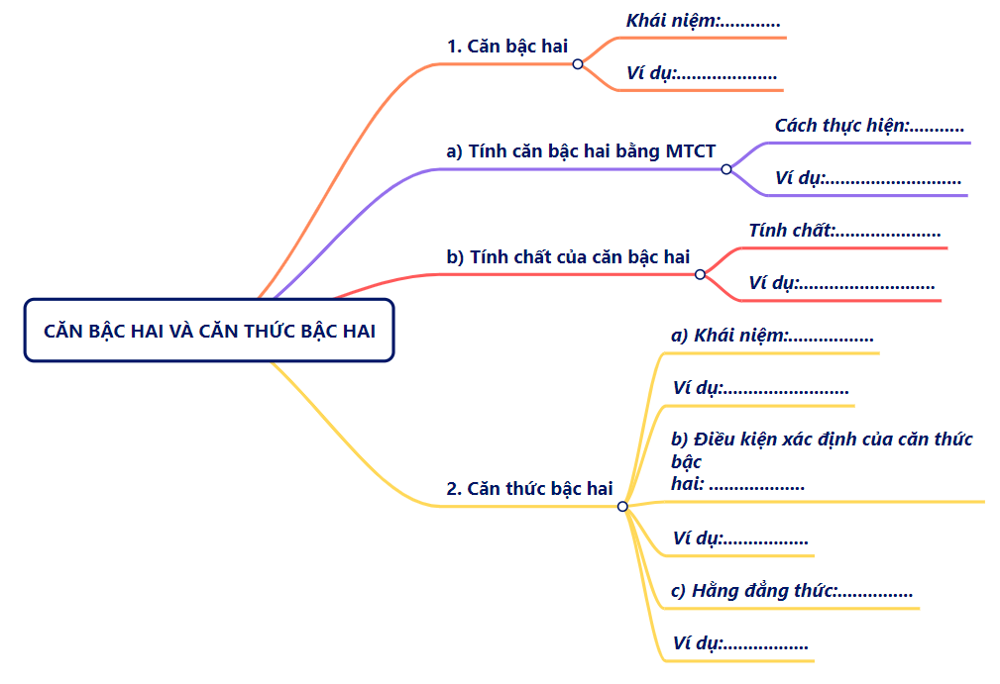 Khái niệm:............
1. Căn bậc hai
Ví dụ:....................
Cách thực hiện:...........
a) Tính căn bậc hai bằng MTCT
Ví dụ:...........................
Tính chất:.....................
b) Tính chất của căn bậc hai
Ví dụ:...........................
CĂN BẬC HAI VÀ CĂN THỨC BẬC HAI
a) Khái niệm:.................
Ví dụ:.........................
b) Điều kiện xác định của căn thức
bậc
hai: ...................
2. Căn thức bậc hai
Ví dụ:.................
c) Hằng đẳng thức:...............
Ví dụ:.................